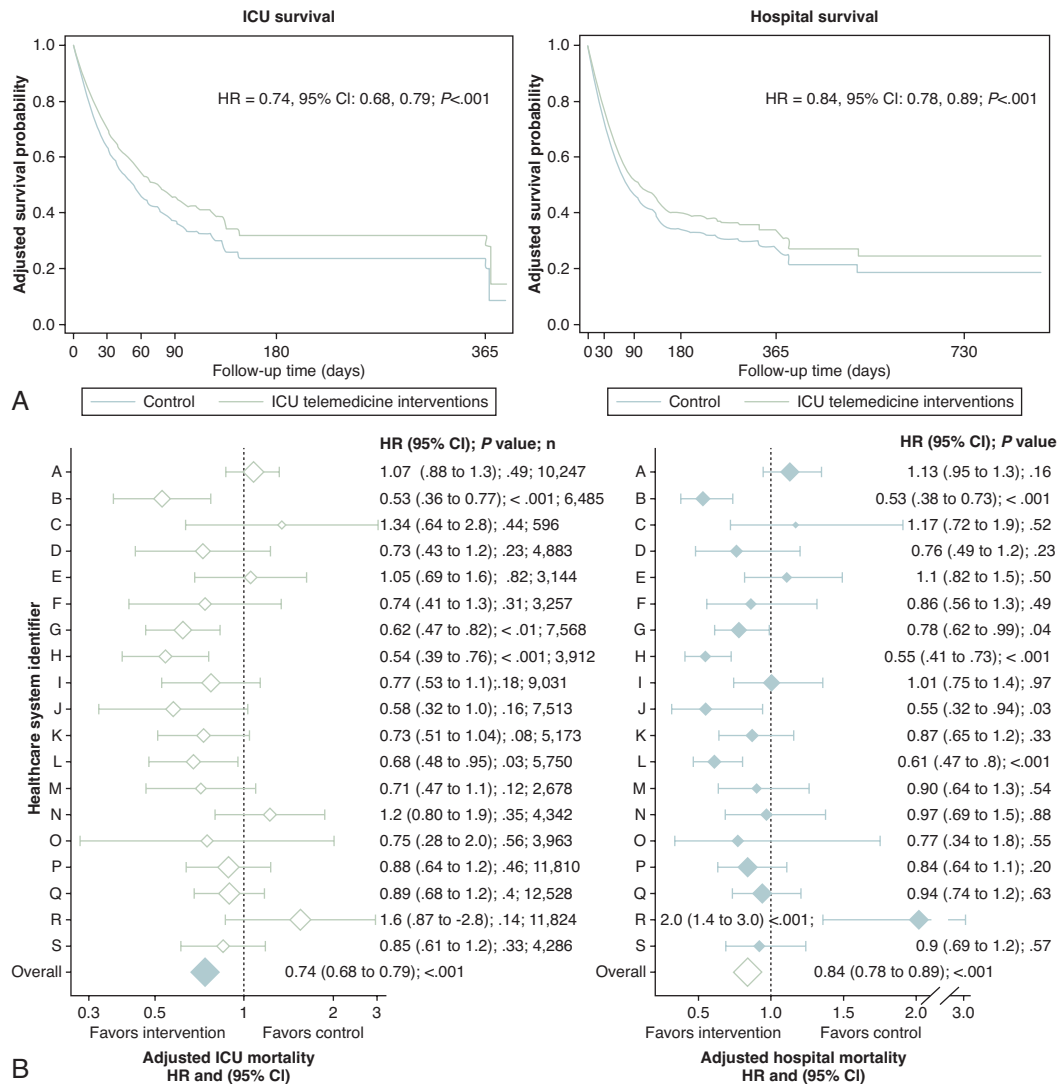 ICU survival
Adjusted survival probability
1.0
0.8
0.6
0.4
0.2
0.0
HR = 0.74, 95% CI: 0.68, 0.79; P<.001
0 30 60 90 180 365
Follow-up time (days)
Control ICU telemedicine interventions
Hospital survival
Adjusted survival probability
1.0
0.8
0.6
0.4
0.2
0.0
HR = 0.84, 95% CI: 0.78, 0.89; P<.001
0 30 90 180 365 730
Follow-up time (days)
Control ICU telemedicine interventions
A
Healthcare system identifier
HR (95% CI); P value; n
A 1.07 (.88 to 1.3); .49; 10,247
B 0.53 (.36 to 0.77); < .001; 6,485
C 1.34 (.64 to 2.8); .44; 596
D 0.73 (.43 to 1.2); .23; 4,883
E 1.05 (.69 to 1.6); .82; 3,144
F 0.74 (.41 to 1.3); .31; 3,257
G 0.62 (.47 to .82); < .01; 7,568
H 0.54 (.39 to .76); < .001; 3,912
I 0.77 (.53 to 1.1);.18; 9,031
J 0.58 (.32 to 1.0); .16; 7,513
K 0.73 (.51 to 1.04); .08; 5,173
L 0.68 (.48 to .95); .03; 5,750
M 0.71 (.47 to 1.1); .12; 2,678
N 1.2 (0.80 to 1.9); .35; 4,342
O 0.75 (.28 to 2.0); .56; 3,963
P 0.88 (.64 to 1.2); .46; 11,810
Q 0.89 (.68 to 1.2); .4; 12,528
R 1.6 (.87 to -2.8); .14; 11,824
S 0.85 (.61 to 1.2); .33; 4,286
Overall 0.74 (0.68 to 0.79); <.001
0.3 0.5 1 2 3
Favors intervention Favors control
Adjusted ICU mortality
HR and (95% CI)
HR (95% CI); P value
A 1.13 (.95 to 1.3); .16
B 0.53 (.38 to 0.73); <.001
C 1.17 (.72 to 1.9); .52
D 0.76 (.49 to 1.2); .23
E 1.1 (.82 to 1.5); .50
F 0.86 (.56 to 1.3); .49
G 0.78 (.62 to .99); .04
H 0.55 (.41 to .73); <.001
I 1.01 (.75 to 1.4); .97
J 0.55 (.32 to .94); .03
K 0.87 (.65 to 1.2); .33
L 0.61 (.47 to .8); <.001
M 0.90 (.64 to 1.3); .54
N 0.97 (.69 to 1.5); .88
O 0.77 (.34 to 1.8); .55
P 0.84 (.64 to 1.1); .20
Q 0.94 (.74 to 1.2); .63
R 2.0 (1.4 to 3.0) <.001;
S 0.9 (.69 to 1.2); .57
Overall 0.84 (0.78 to 0.89); <.001
0.5 1.0 1.5 2.0 3.0
Favors intervention Favors control
Adjusted hospital mortality
HR and (95% CI)
B